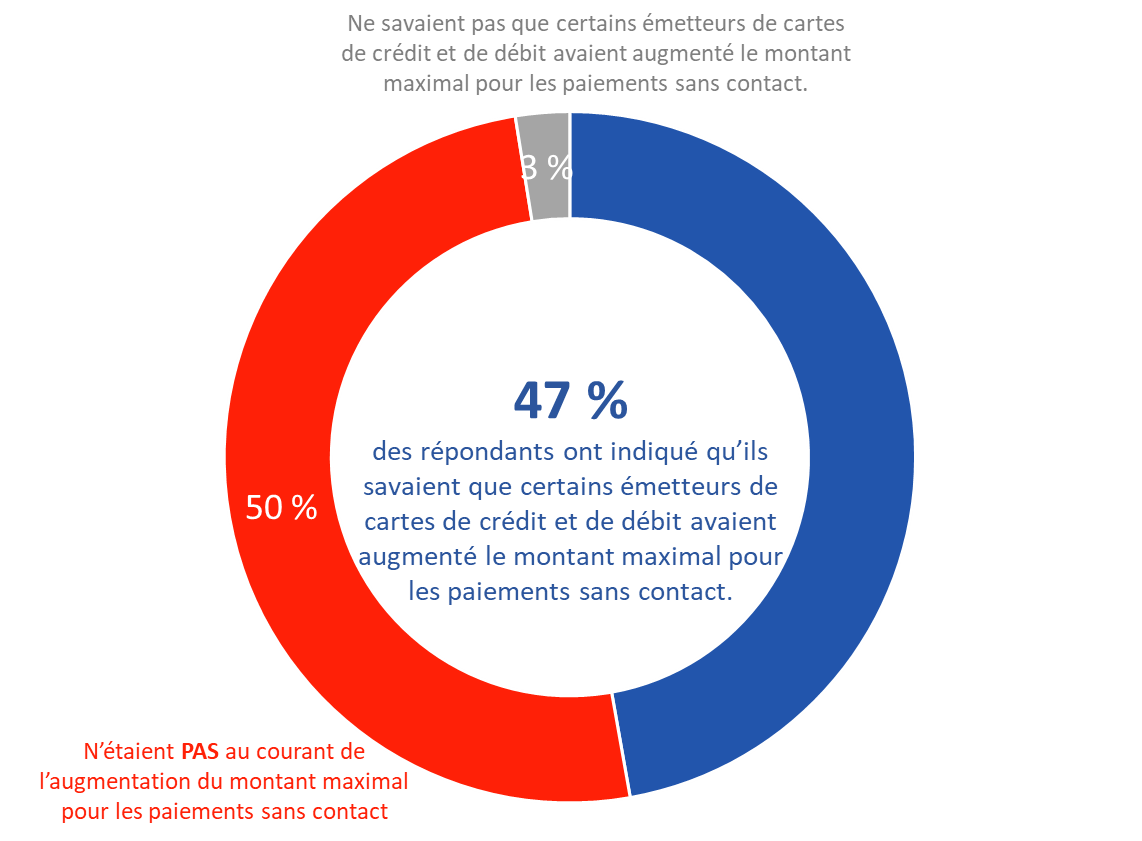 Ne savaient pas que certains émetteurs de cartes
de crédit et de débit avaient augmenté le montant
maximal pour les paiements sans contact.
3 %
47 %
des répondants ont indiqué qu’ils
savaient que certains émetteurs de
cartes de crédit et de débit avaient
augmenté le montant maximal pour
les paiements sans contact.
50 %
N’étaient PAS au courant de
l’augmentation du montant maximal
pour les paiements sans contact